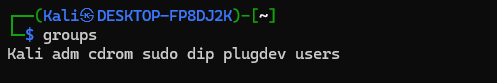 ┌──(Kali㉿DESKTOP-FP8DJ2K)-[~]
└─$ groups
Kali adm cdrom sudo dip plugdev users